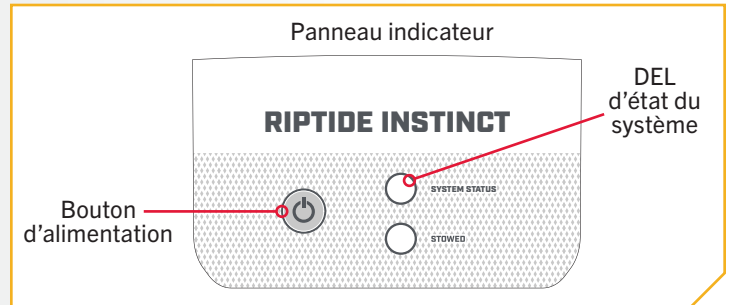 Panneau indicateur
DEL
d'état du
système
RIPTIDE INSTINCT
SYSTEM STATUS
Bouton
d'alimentation
STOWED